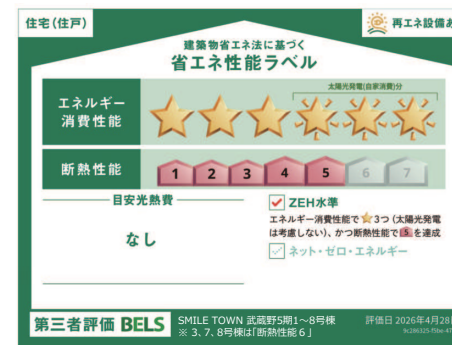 住宅(住戸)
再エネ設備あ
建築物省エネ法に基づく
省エネ性能ラベル
エネルギー
消費性能
太陽光発電(自家消費)分
断熱性能
1 2 3 4 5 6 7
目安光熱費
なし
ZEH水準
エネルギー消費性能で★3つ (太陽光発電
は考慮しない)、かつ断熱性能で5を達成
ネット・ゼロ・エネルギー
第三者評価 BELS
SMILE TOWN 武蔵野5期1～8号棟
※ 3、7、8号棟は「断熱性能6」
評価日 2026年4月28